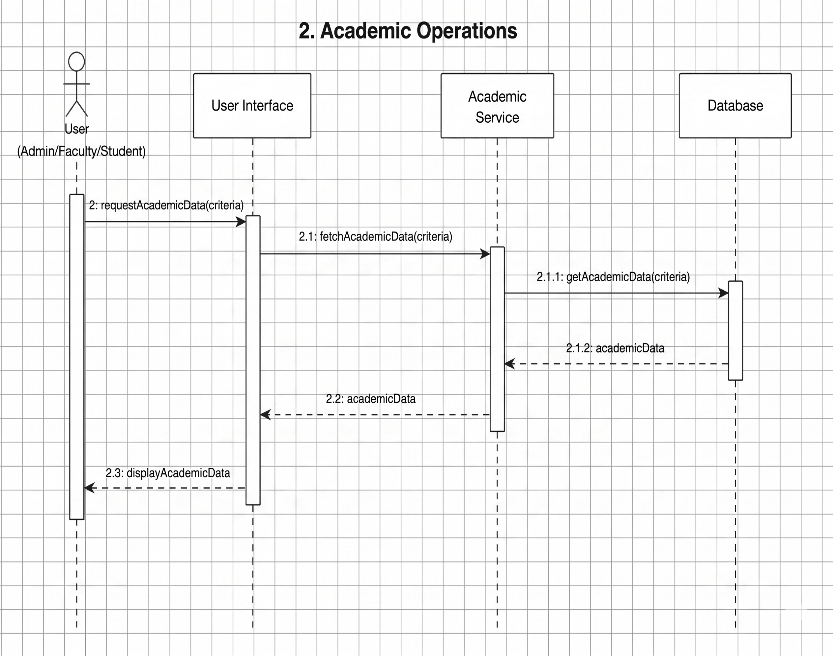 2. Academic Operations
User
(Admin/Faculty/Student)
User Interface
Academic
Service
Database
2: requestAcademicData(criteria)
2.1: fetchAcademicData(criteria)
2.1.1: getAcademicData(criteria)
2.1.2: academicData
2.2: academicData
2.3: displayAcademicData